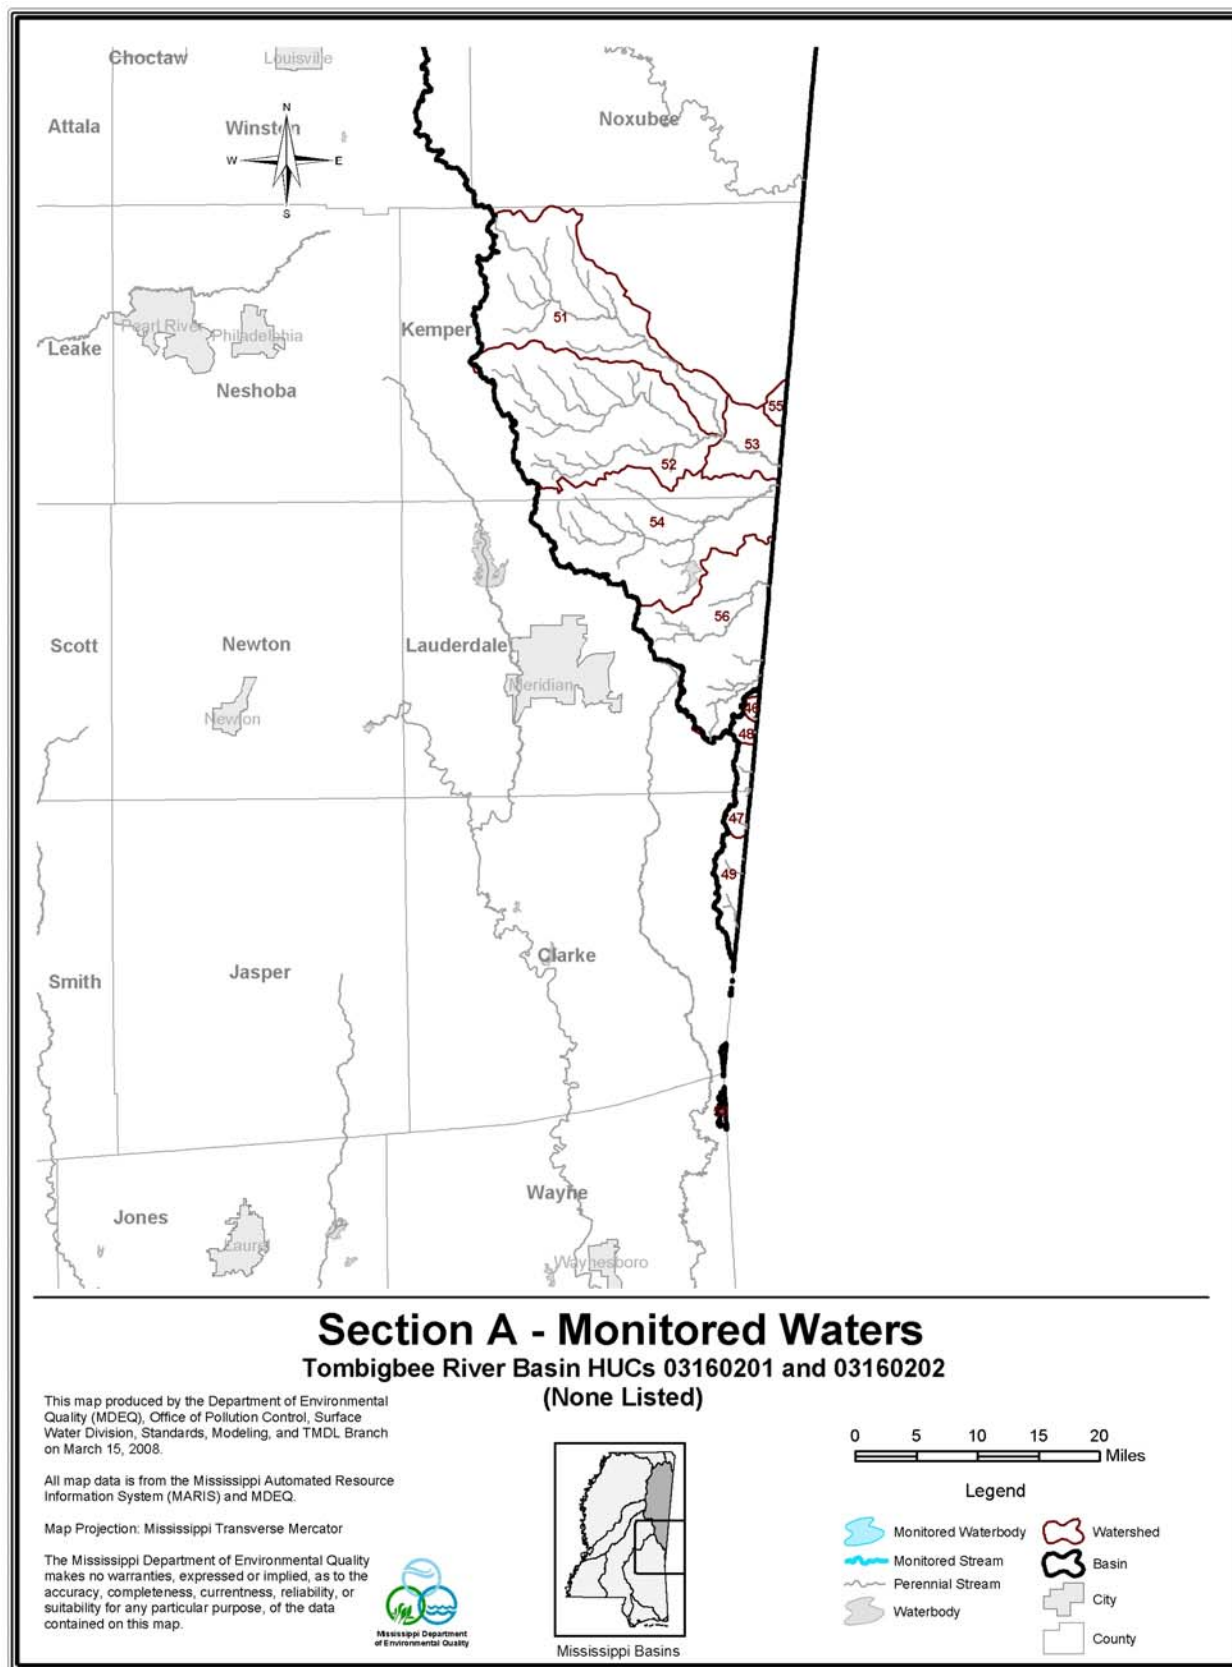 Choctaw
Louisville
Attala
Winston
Noxubee
N
W
E
S
Pearl River
Philadelphia
Kemper
Leake
Neshoba
51
55
53
52
54
56
Scott
Newton
Lauderdale
Meridian
Newton
46
48
47
49
Clarke
Smith
Jasper
Wayne
Jones
Laurel
Waynesboro
Section A - Monitored Waters
Tombigbee River Basin HUCs 03160201 and 03160202
(None Listed)
This map produced by the Department of Environmental
Quality (MDEQ), Office of Pollution Control, Surface
Water Division, Standards, Modeling, and TMDL Branch
on March 15, 2008.
All map data is from the Mississippi Automated Resource
Information System (MARIS) and MDEQ.
Map Projection: Mississippi Transverse Mercator
The Mississippi Department of Environmental Quality
makes no warranties, expressed or implied, as to the
accuracy, completeness, currentness, reliability, or
suitability for any particular purpose, of the data
contained on this map.
Mississippi Department
of Environmental Quality
Mississippi Basins
0 5 10 15 20
Miles
Legend
Monitored Waterbody
Monitored Stream
Perennial Stream
Waterbody
Watershed
Basin
City
County